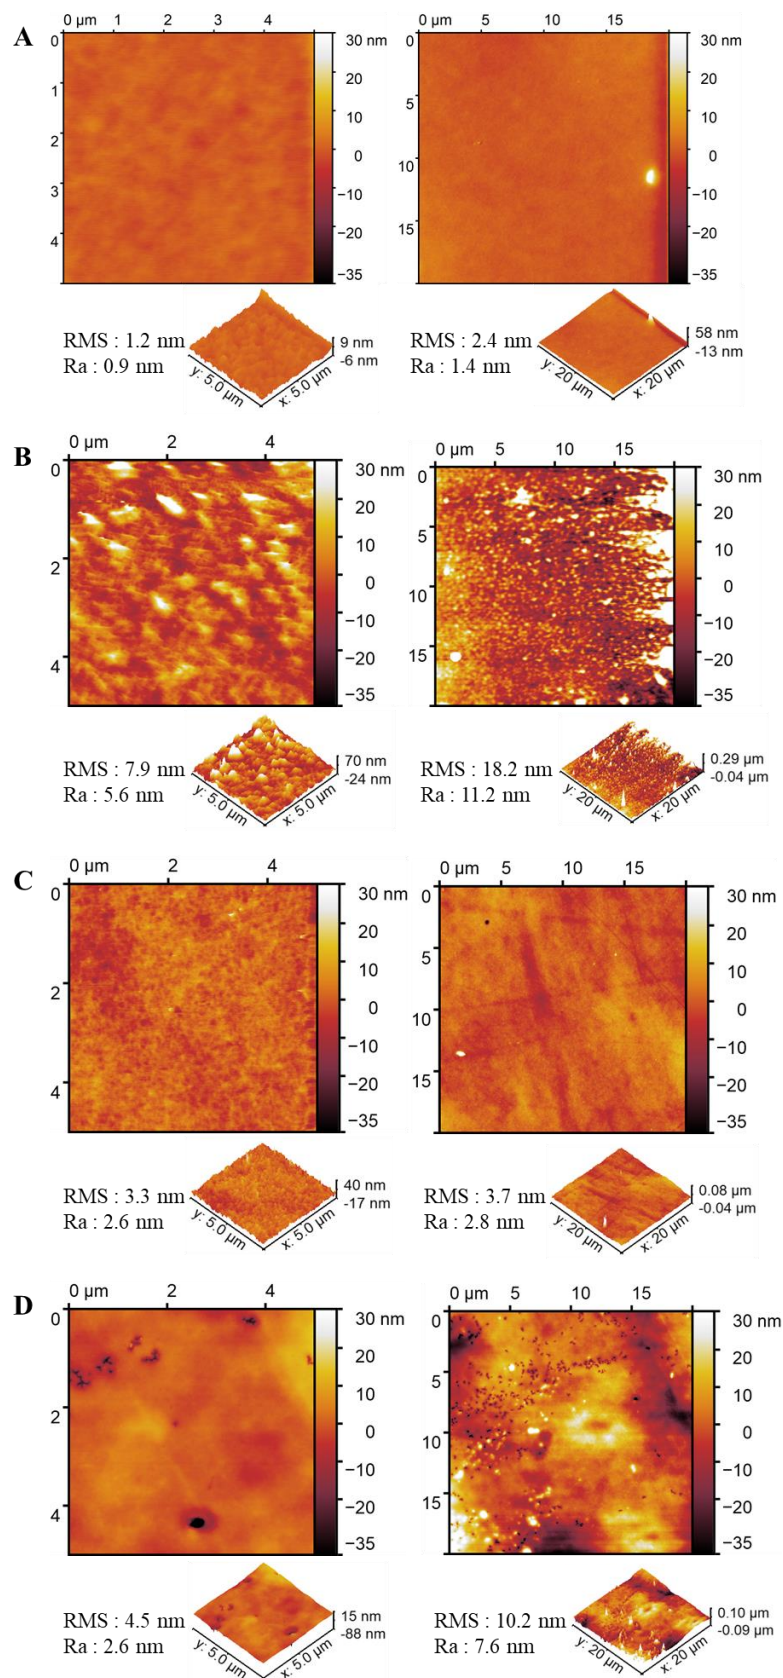 A
0 µm 1 2 3 4
0
1
2
3
4
30 nm
20
10
0
−10
−20
−35
0 µm 5 10 15
0
5
10
15
30 nm
20
10
0
−10
−20
−35
RMS : 1.2 nm
Ra : 0.9 nm
9 nm
-6 nm
y: 5.0 µm
x: 5.0 µm
RMS : 2.4 nm
Ra : 1.4 nm
58 nm
-13 nm
y: 20 µm
x: 20 µm
B
0 µm 2 4
0
2
4
30 nm
20
10
0
−10
−20
−35
0 µm 5 10 15
0
5
10
15
30 nm
20
10
0
−10
−20
−35
RMS : 7.9 nm
Ra : 5.6 nm
70 nm
-24 nm
y: 5.0 µm
x: 5.0 µm
RMS : 18.2 nm
Ra : 11.2 nm
0.29 µm
-0.04 µm
y: 20 µm
x: 20 µm
C
0 µm 2 4
0
2
4
30 nm
20
10
0
−10
−20
−35
0 µm 5 10 15
0
5
10
15
30 nm
20
10
0
−10
−20
−35
RMS : 3.3 nm
Ra : 2.6 nm
40 nm
-17 nm
y: 5.0 µm
x: 5.0 µm
RMS : 3.7 nm
Ra : 2.8 nm
0.08 µm
-0.04 µm
y: 20 µm
x: 20 µm
D
0 µm 2 4
0
2
4
30 nm
20
10
0
−10
−20
−35
0 µm 5 10 15
0
5
10
15
30 nm
20
10
0
−10
−20
−35
RMS : 4.5 nm
Ra : 2.6 nm
15 nm
-88 nm
y: 5.0 µm
x: 5.0 µm
RMS : 10.2 nm
Ra : 7.6 nm
0.10 µm
-0.09 µm
y: 20 µm
x: 20 µm